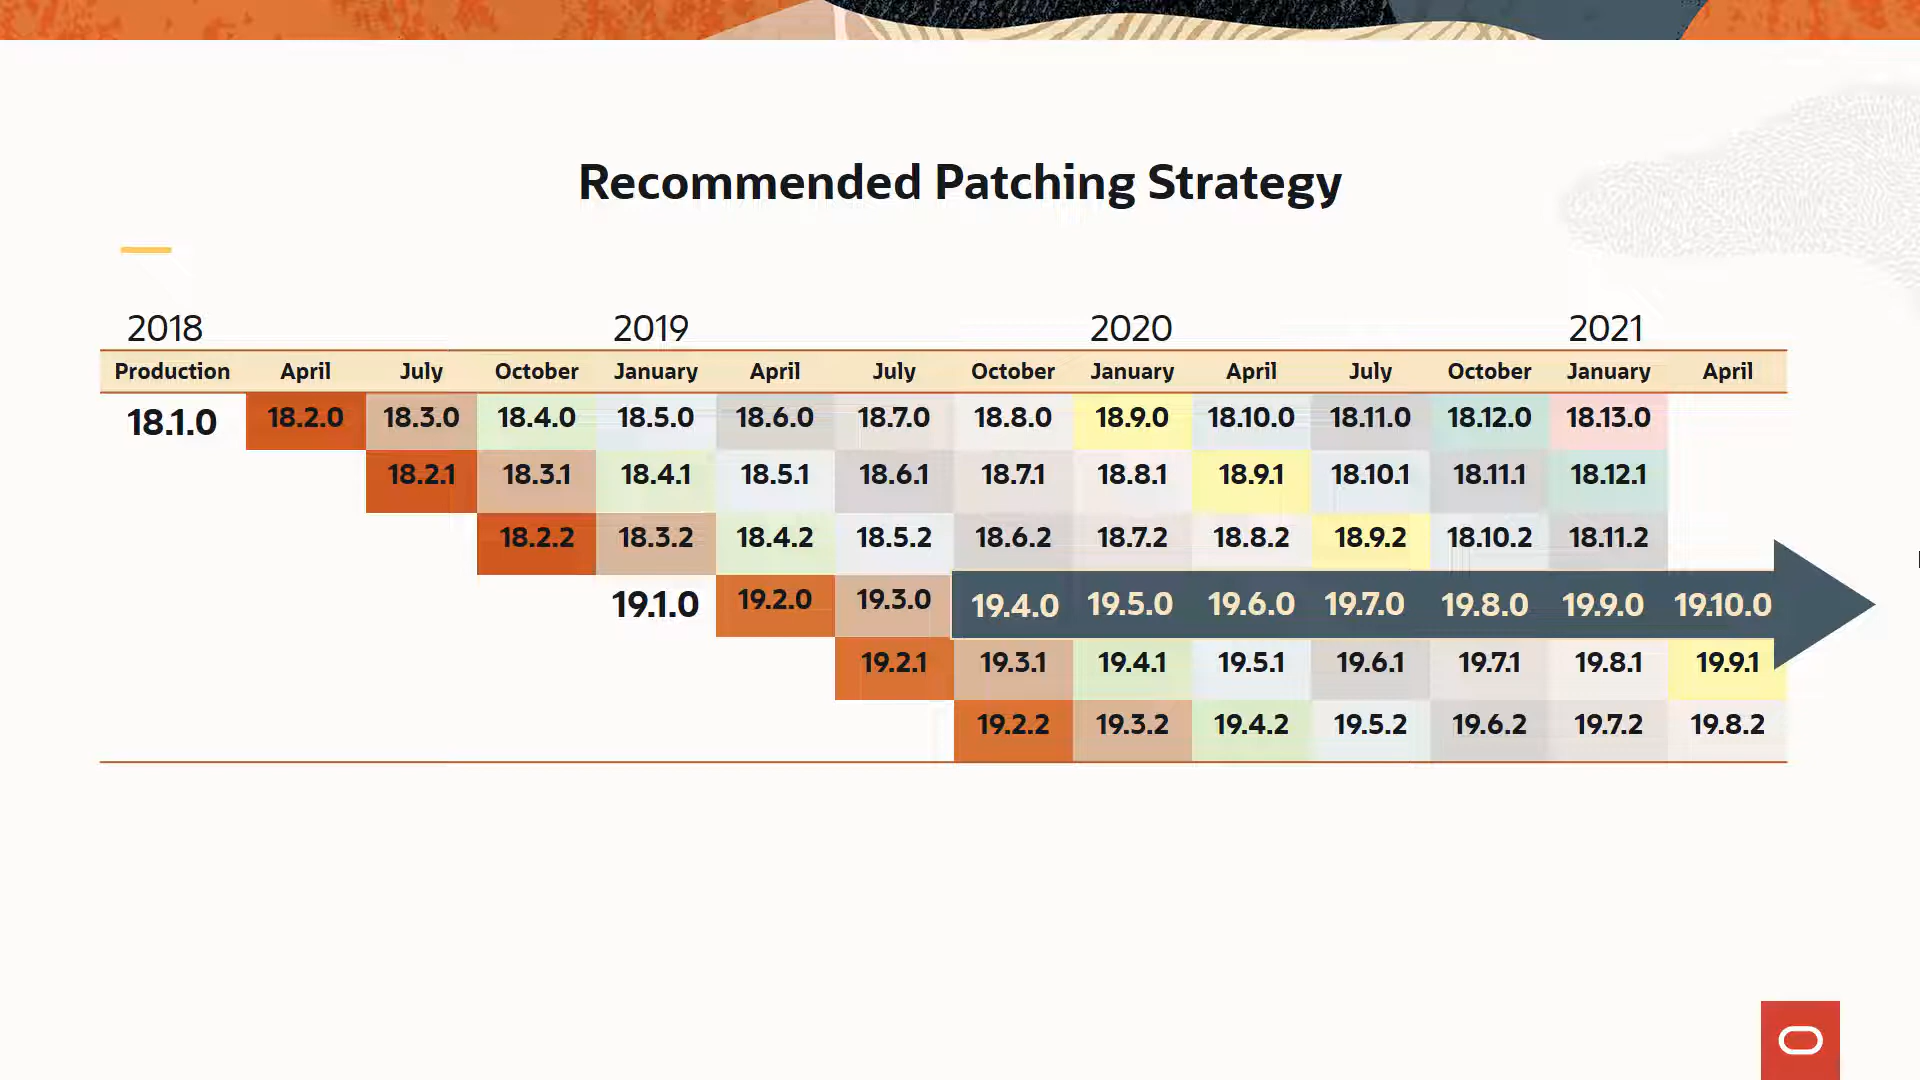 Recommended Patching Strategy
2018 2019 2020 2021
Production April July October January April July October January April July October January April
18.1.0 18.2.0 18.3.0 18.4.0 18.5.0 18.6.0 18.7.0 18.8.0 18.9.0 18.10.0 18.11.0 18.12.0 18.13.0
18.2.1 18.3.1 18.4.1 18.5.1 18.6.1 18.7.1 18.8.1 18.9.1 18.10.1 18.11.1 18.12.1
18.2.2 18.3.2 18.4.2 18.5.2 18.6.2 18.7.2 18.8.2 18.9.2 18.10.2 18.11.2
19.1.0 19.2.0 19.3.0 19.4.0 19.5.0 19.6.0 19.7.0 19.8.0 19.9.0 19.10.0
19.2.1 19.3.1 19.4.1 19.5.1 19.6.1 19.7.1 19.8.1 19.9.1
19.2.2 19.3.2 19.4.2 19.5.2 19.6.2 19.7.2 19.8.2